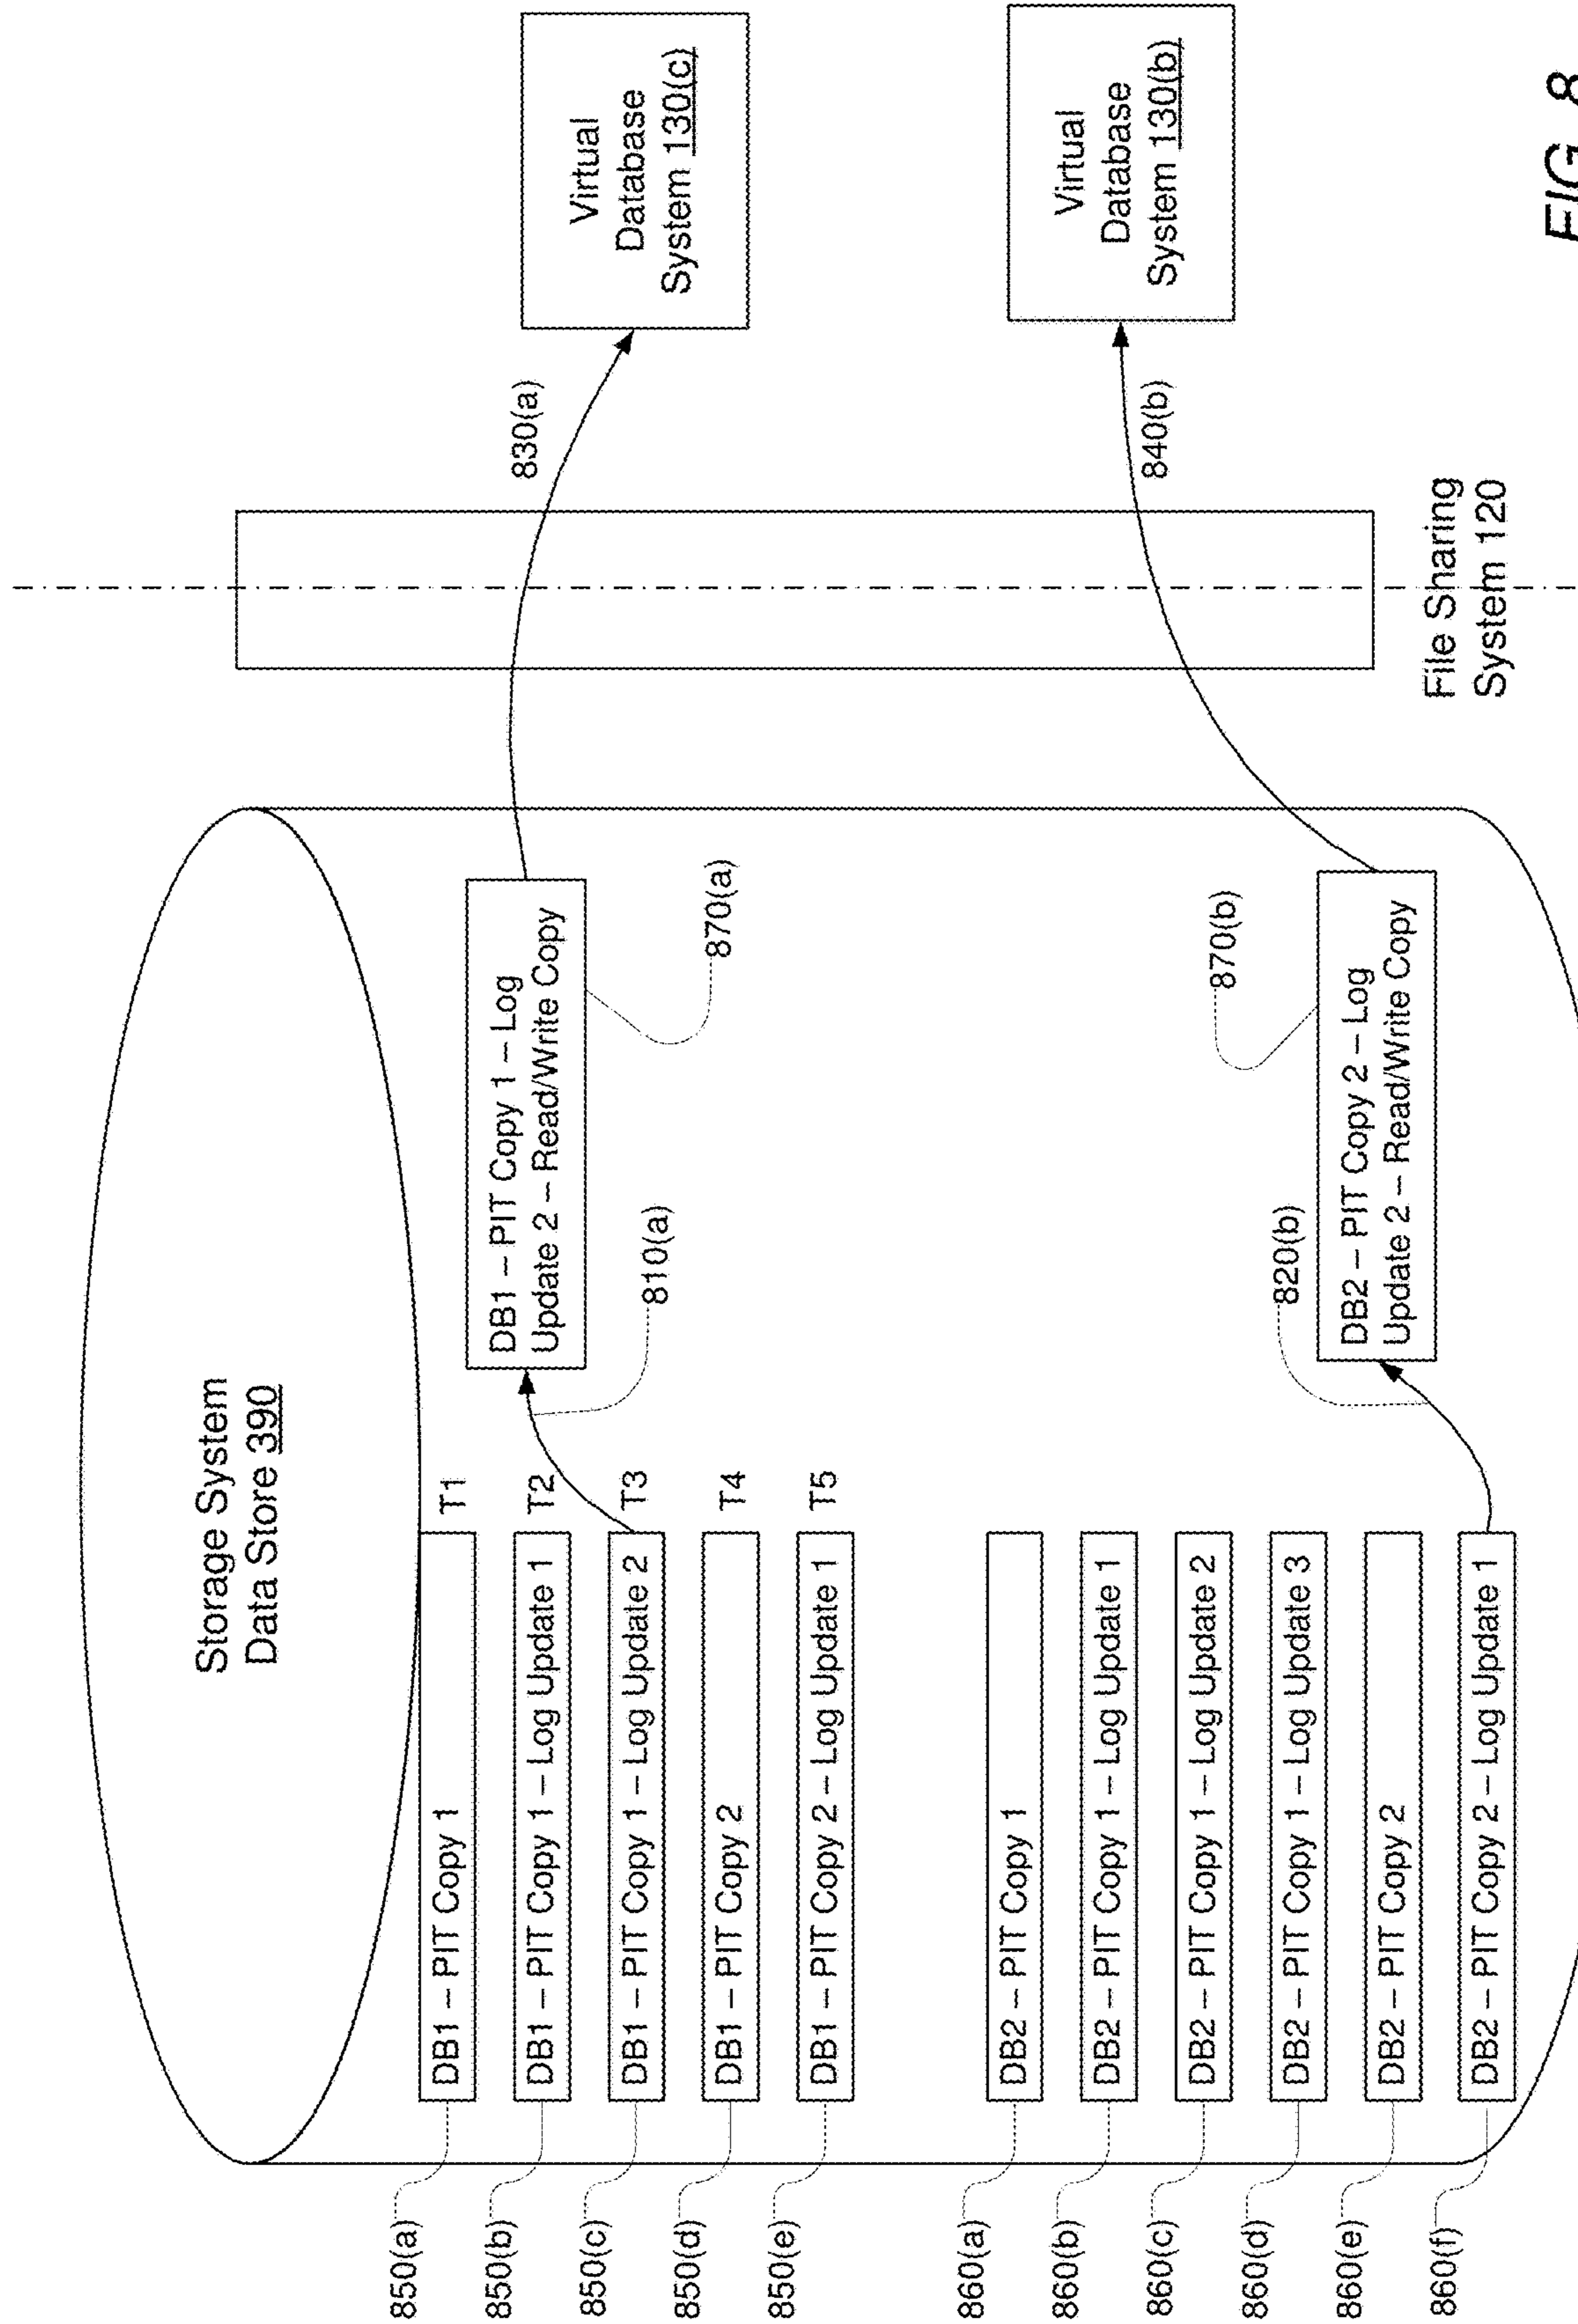 Storage System
Data Store 390
850(a)
DB1 – PIT Copy 1
T1
850(b)
DB1 – PIT Copy 1 – Log Update 1
T2
850(c)
DB1 – PIT Copy 1 – Log Update 2
T3
850(d)
DB1 – PIT Copy 2
T4
850(e)
DB1 – PIT Copy 2 – Log Update 1
T5
810(a)
DB1 – PIT Copy 1 – Log
Update 2 – Read/Write Copy
870(a)
830(a)
Virtual
Database
System 130(c)
860(a)
DB2 – PIT Copy 1
860(b)
DB2 – PIT Copy 1 – Log Update 1
860(c)
DB2 – PIT Copy 1 – Log Update 2
860(d)
DB2 – PIT Copy 1 – Log Update 3
860(e)
DB2 – PIT Copy 2
860(f)
DB2 – PIT Copy 2 – Log Update 1
820(b)
DB2 – PIT Copy 2 – Log
Update 2 – Read/Write Copy
870(b)
840(b)
Virtual
Database
System 130(b)
File Sharing
System 120
FIG. 8